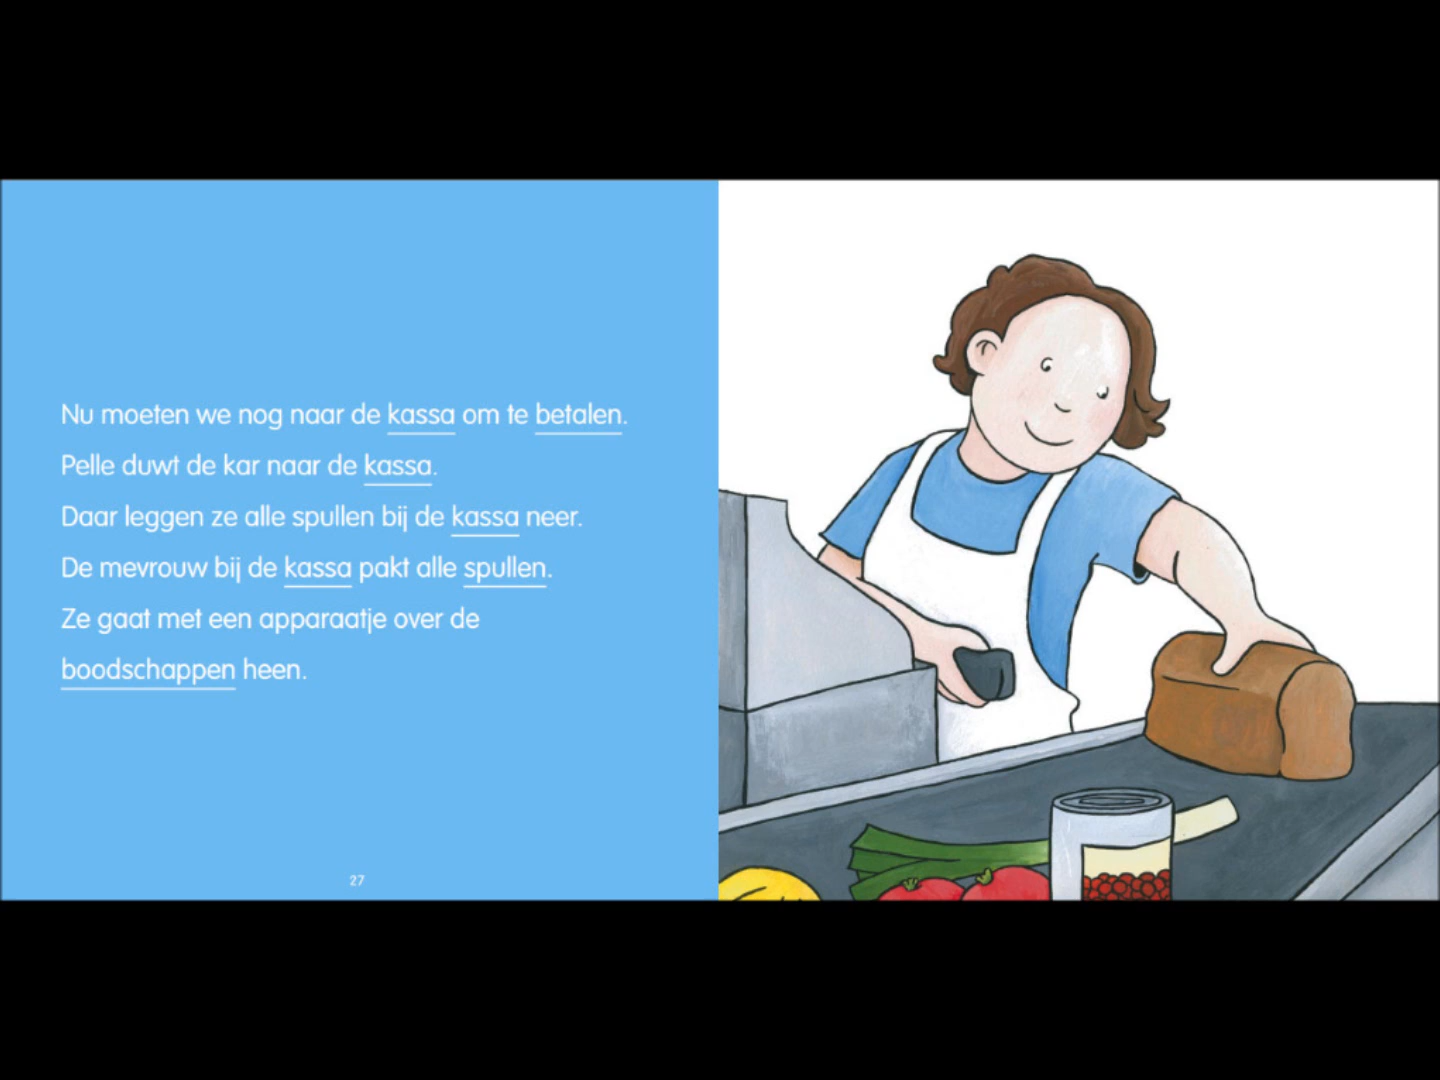 Nu moeten we nog naar de kassa om te betalen.
Pelle duwt de kar naar de kassa.
Daar leggen ze alle spullen bij de kassa neer.
De mevrouw bij de kassa pakt alle spullen.
Ze gaat met een apparaatje over de
boodschappen heen.
27